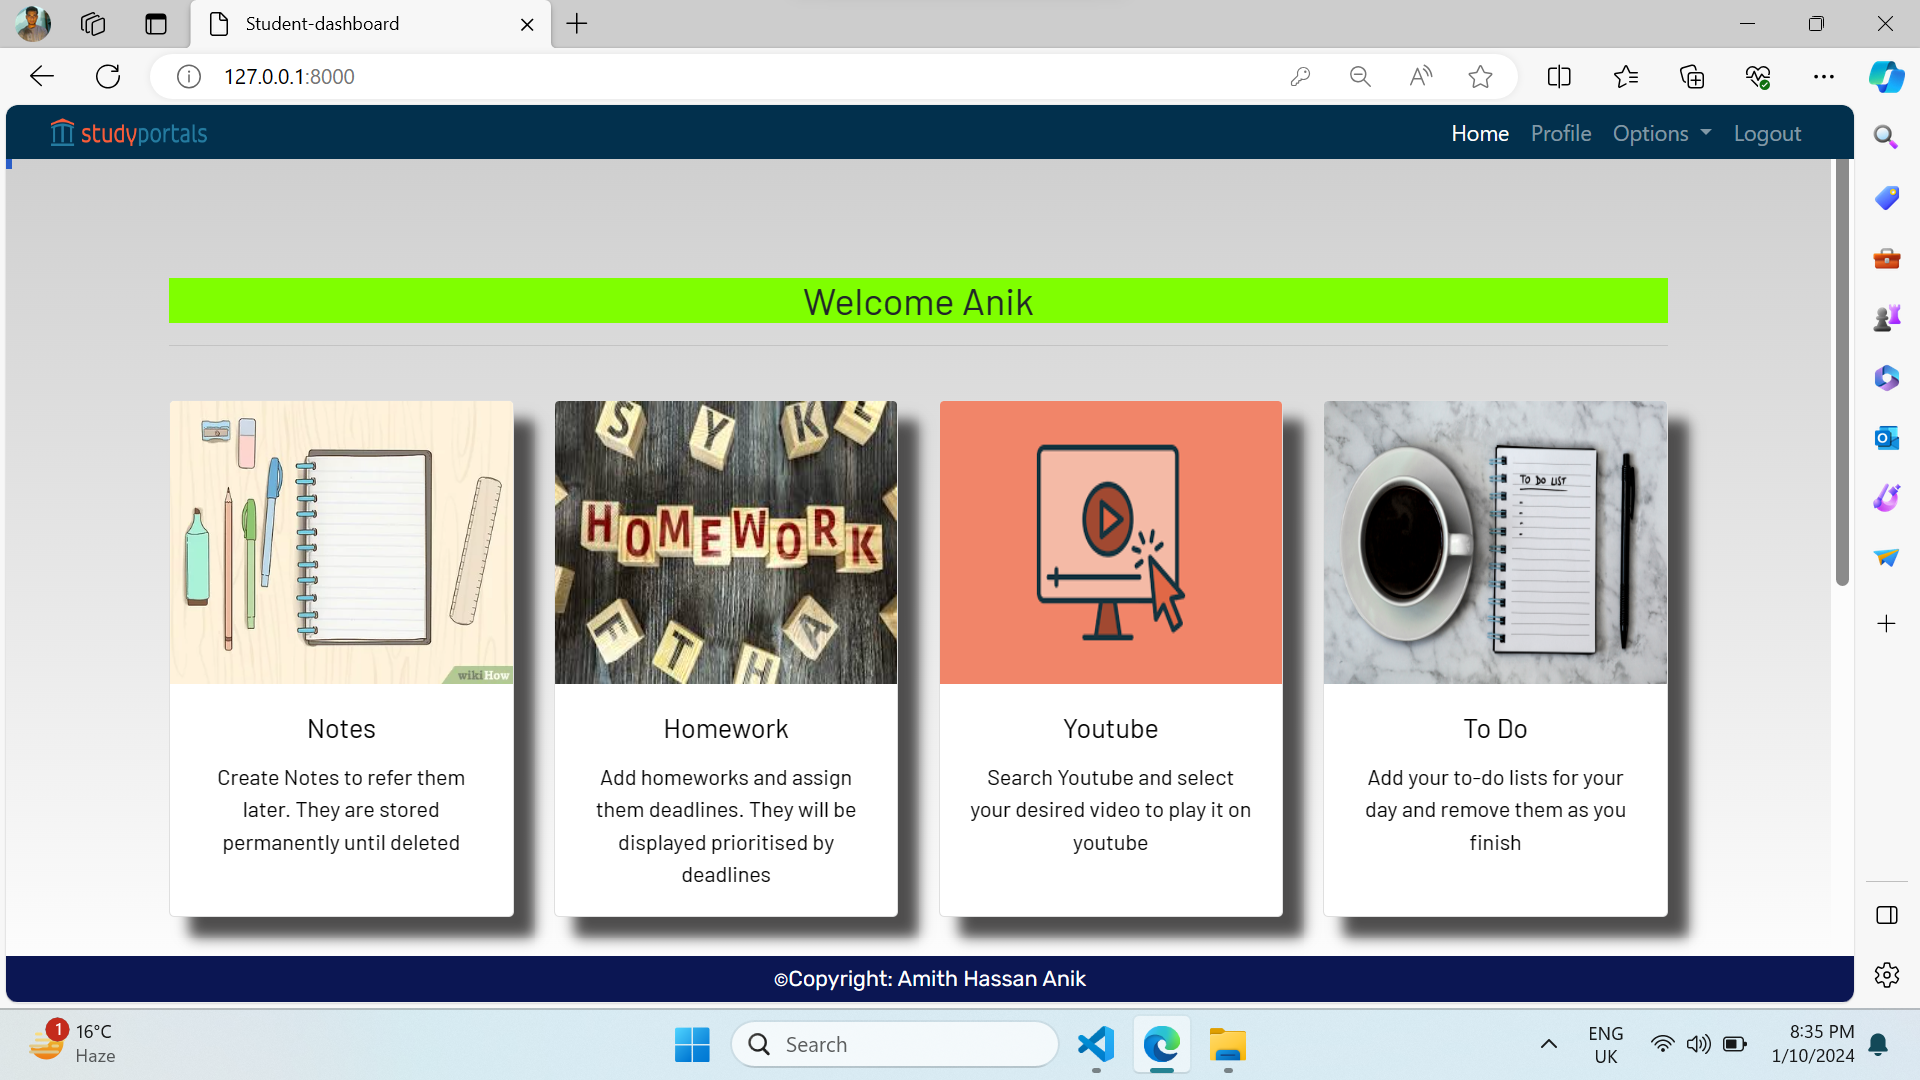 Student-dashboard
127.0.0.1:8000
studyportals
Home Profile Options Logout
Welcome Anik
S Y K L
HOMEWORK
F T H A
TO DO LIST
wikiHow
Notes
Create Notes to refer them
later. They are stored
permanently until deleted
Homework
Add homeworks and assign
them deadlines. They will be
displayed prioritised by
deadlines
Youtube
Search Youtube and select
your desired video to play it on
youtube
To Do
Add your to-do lists for your
day and remove them as you
finish
©Copyright: Amith Hassan Anik
1
16°C
Haze
Search
ENG
UK
8:35 PM
1/10/2024